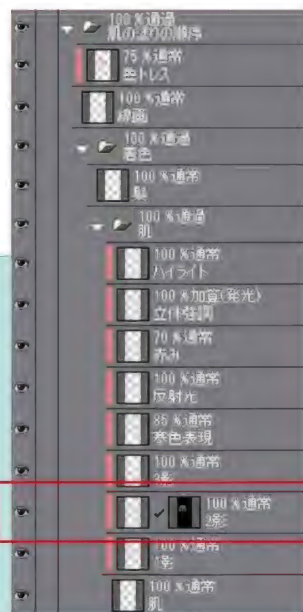 100 %通過
肌の塗りの順序
75 %通常
色トレス
100 %通常
線画
100 %通過
着色
100 %通常
髪
100 %通過
肌
100 %通常
ハイライト
100 %加算(発光)
立体強調
70 %通常
赤み
100 %通常
反射光
85 %通常
寒色表現
100 %通常
3影
100 %通常
2影
100 %通常
1影
100 %通常
肌